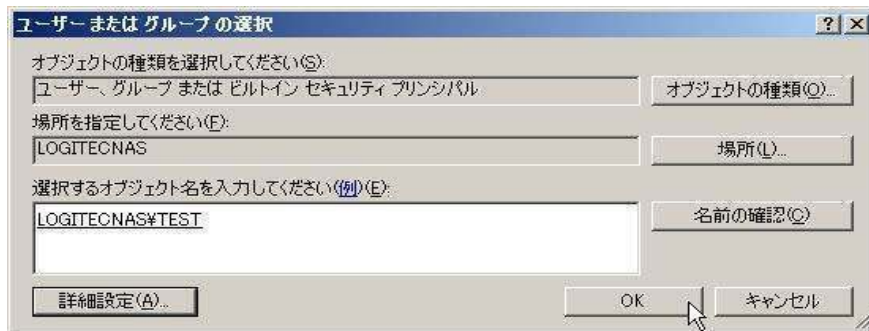 ユーザー または グループ の選択
オブジェクトの種類を選択してください(S):
ユーザー、グループ または ビルトイン セキュリティ プリンシパル
オブジェクトの種類(O)...
場所を指定してください(F):
LOGITECNAS
場所(L)...
選択するオブジェクト名を入力してください(例)(E):
LOGITECNAS¥TEST
名前の確認(C)
詳細設定(A)...
OK
キャンセル